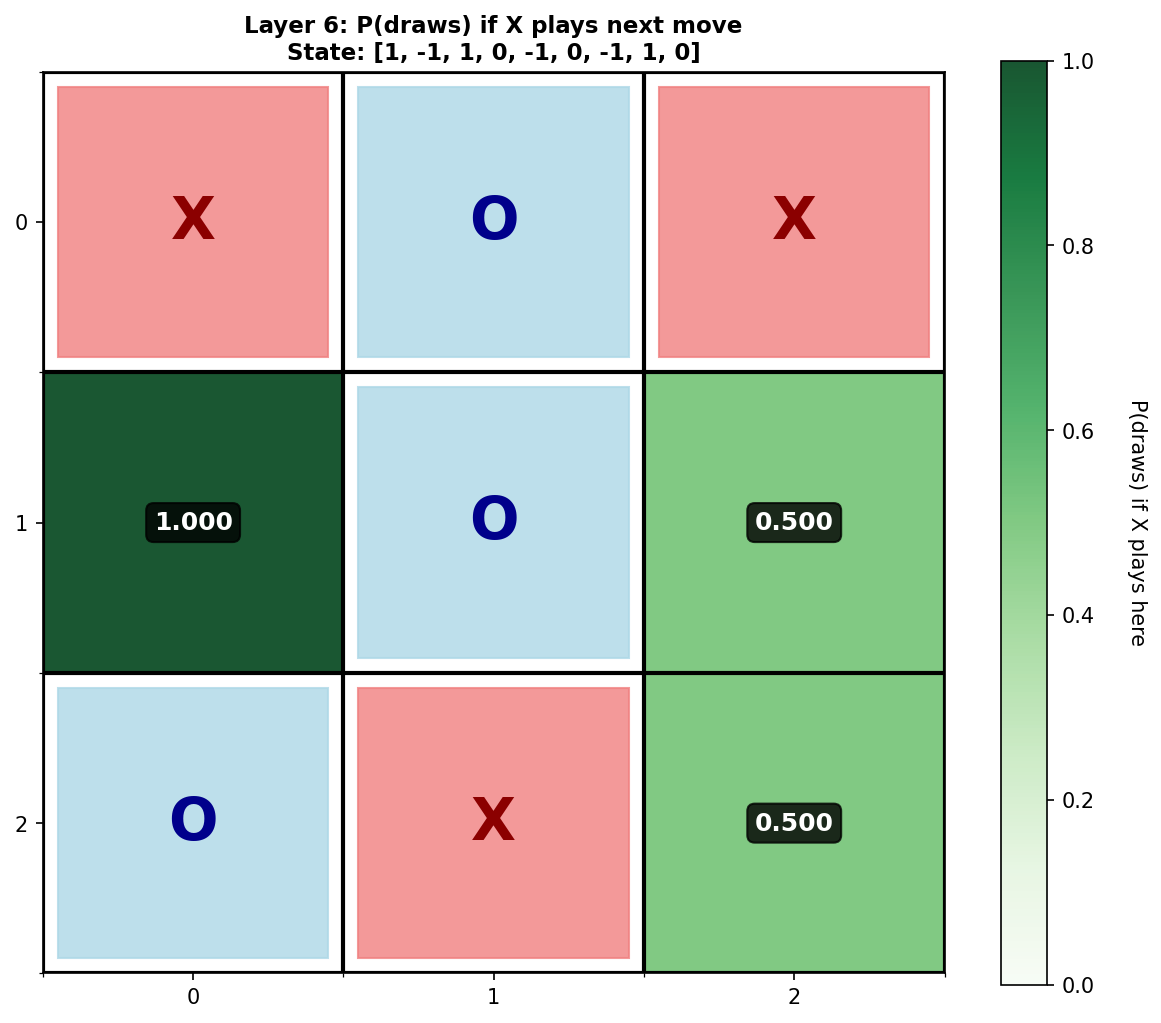 Layer 6: P(draws) if X plays next move
State: [1, -1, 1, 0, -1, 0, -1, 1, 0]
X O X
0
1.000 O 0.500
1
O X 0.500
2
0 1 2
1.0
0.8
0.6
0.4
0.2
0.0
P(draws) if X plays here